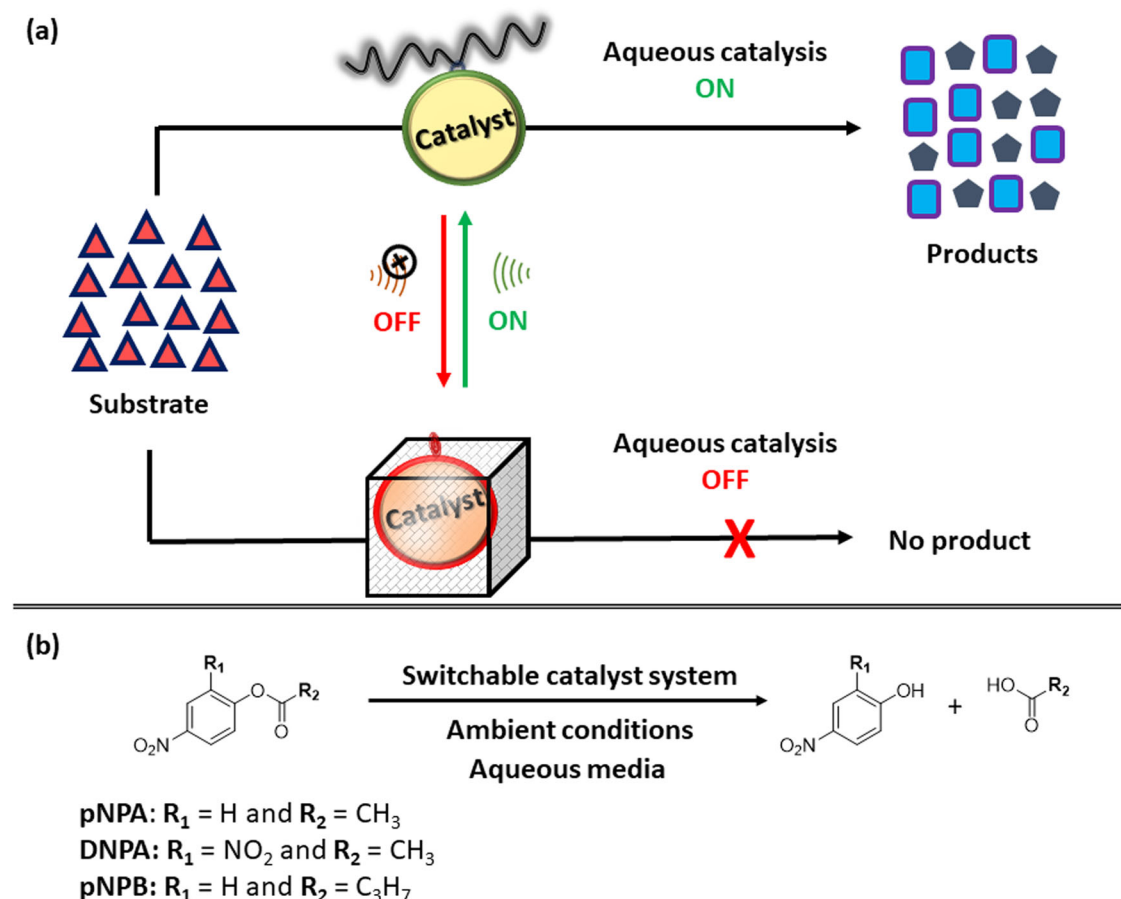 (a)
Aqueous catalysis
ON
Catalyst
Products
OFF
ON
Substrate
Aqueous catalysis
OFF
Catalyst
X
No product
(b)
R₁
O
R₂
O
O₂N
Switchable catalyst system
Ambient conditions
Aqueous media
R₁
OH
O₂N
+
HO
R₂
O
pNPA: R₁ = H and R₂ = CH₃
DNPA: R₁ = NO₂ and R₂ = CH₃
pNPB: R₁ = H and R₂ = C₃H₇